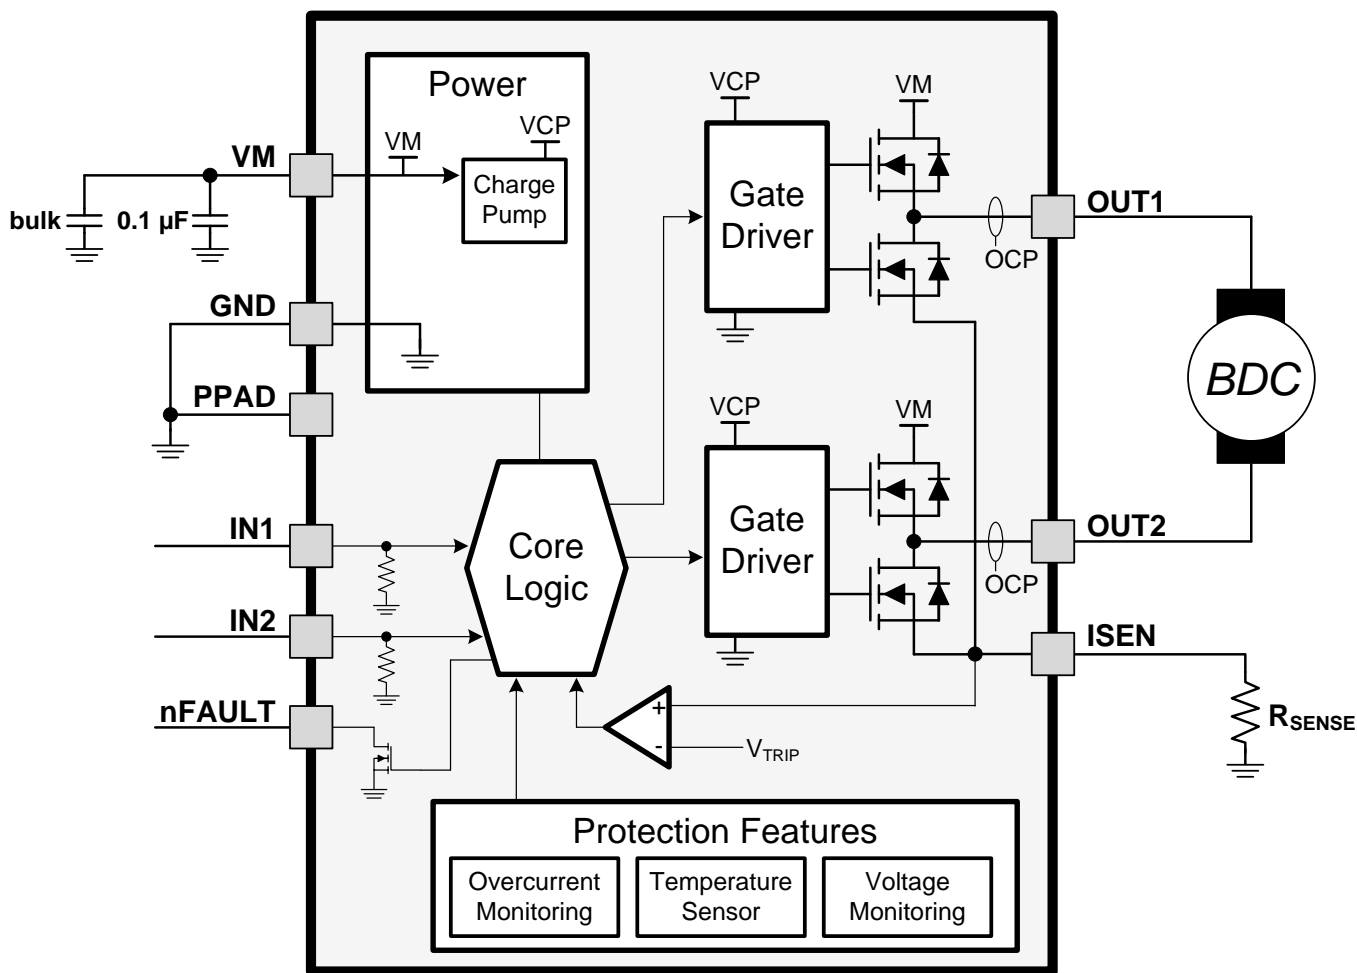 Power
VCP
VM
Charge
Pump
VM
bulk
0.1 µF
GND
PPAD
VCP
VM
Gate
Driver
OCP
OUT1
BDC
VCP
VM
Gate
Driver
OCP
OUT2
IN1
IN2
nFAULT
Core
Logic
ISEN
RSENSE
+
-
VTRIP
Protection Features
Overcurrent
Monitoring
Temperature
Sensor
Voltage
Monitoring